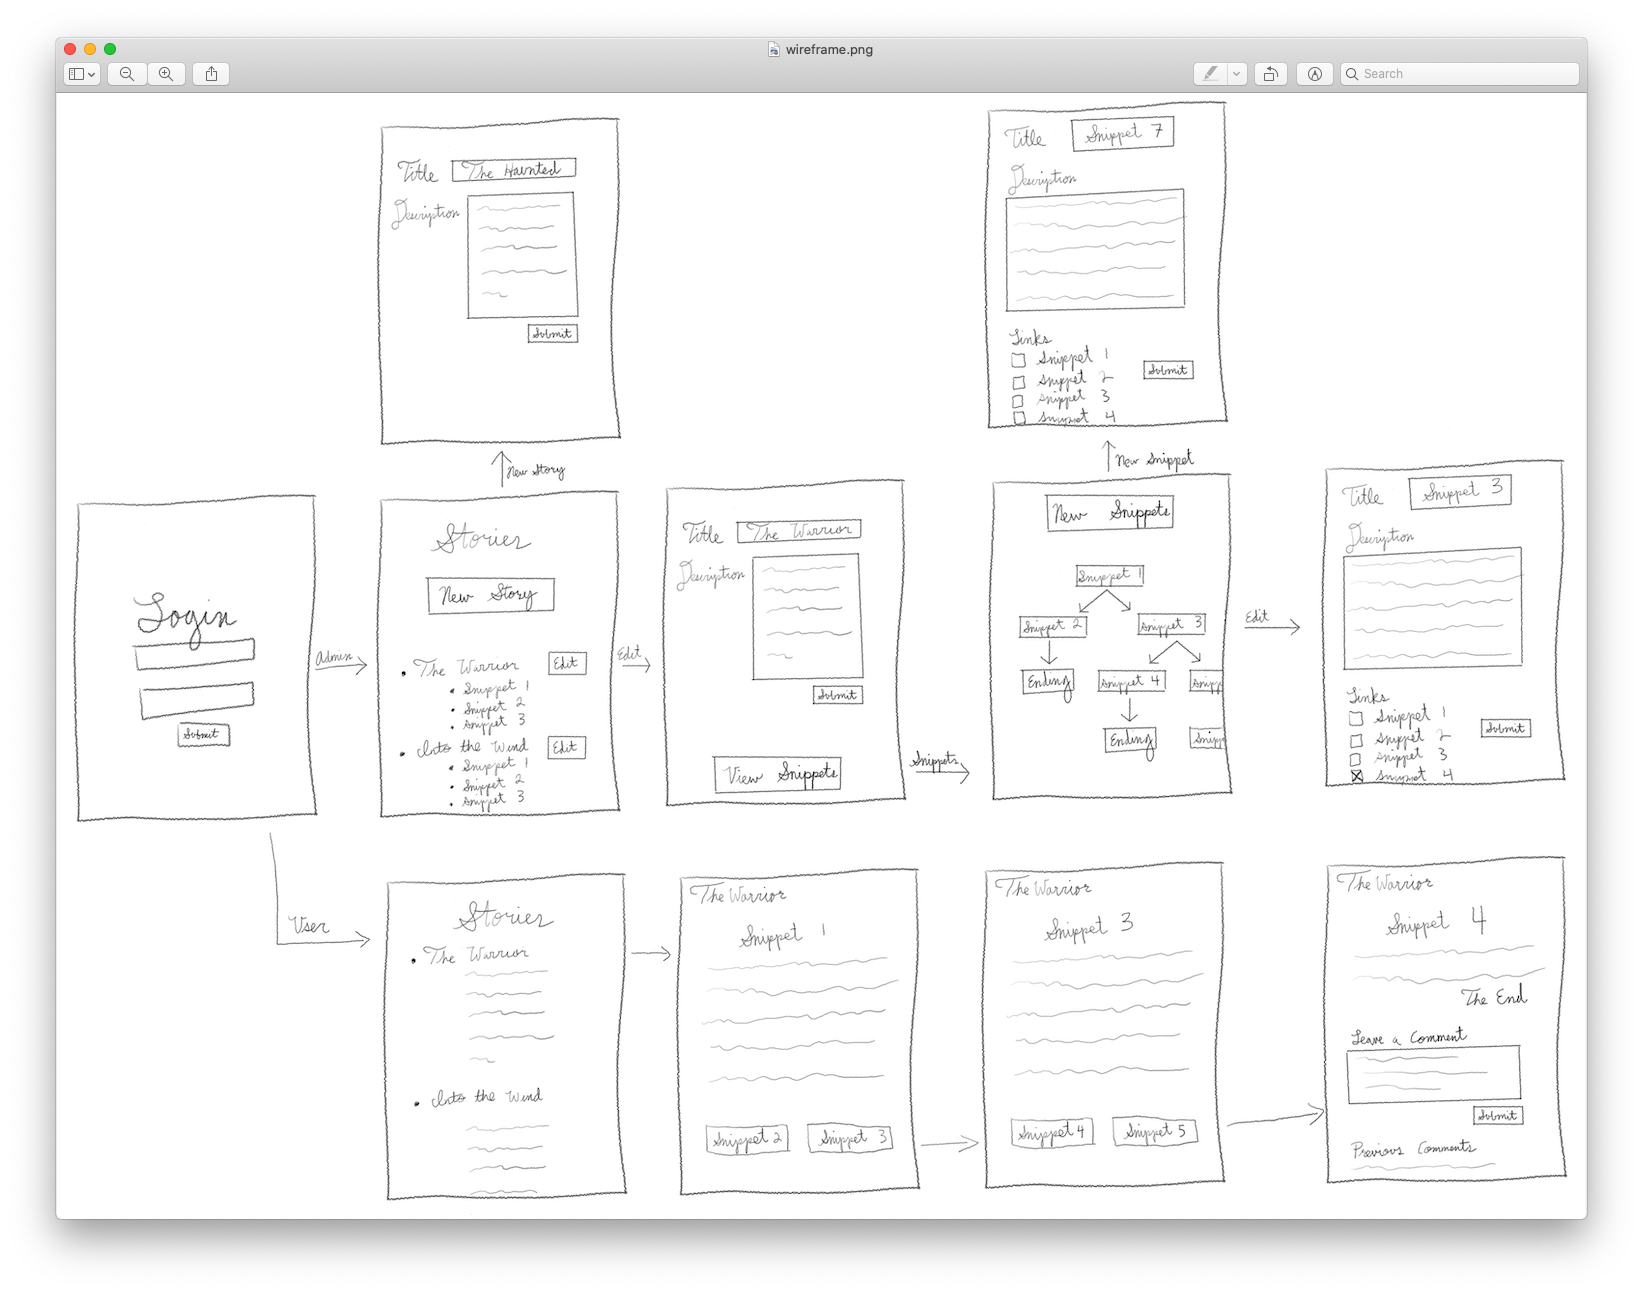 wireframe.png
Search
Title The Haunted
Description
Submit
New Story
Title Snippet 7
Description
Links
Snippet 1
Snippet 2
Snippet 3
Snippet 4
Submit
New Snippet
Login
Submit
Admin
User
Stories
New Story
The Warrior Edit
Snippet 1
Snippet 2
Snippet 3
Into the Wind Edit
Snippet 1
Snippet 2
Snippet 3
Edit
Title The Warrior
Description
Submit
View Snippets
Snippets
New Snippets
Snippet 1
Snippet 2 Snippet 3
Ending Snippet 4 Snipp
Ending Snipp
Edit
Title Snippet 3
Description
Links
Snippet 1
Snippet 2
Snippet 3
Snippet 4
Submit
Stories
The Warrior
Into the Wind
The Warrior
Snippet 1
Snippet 2 Snippet 3
The Warrior
Snippet 3
Snippet 4 Snippet 5
The Warrior
Snippet 4
The End
Leave a Comment
Submit
Previous Comments